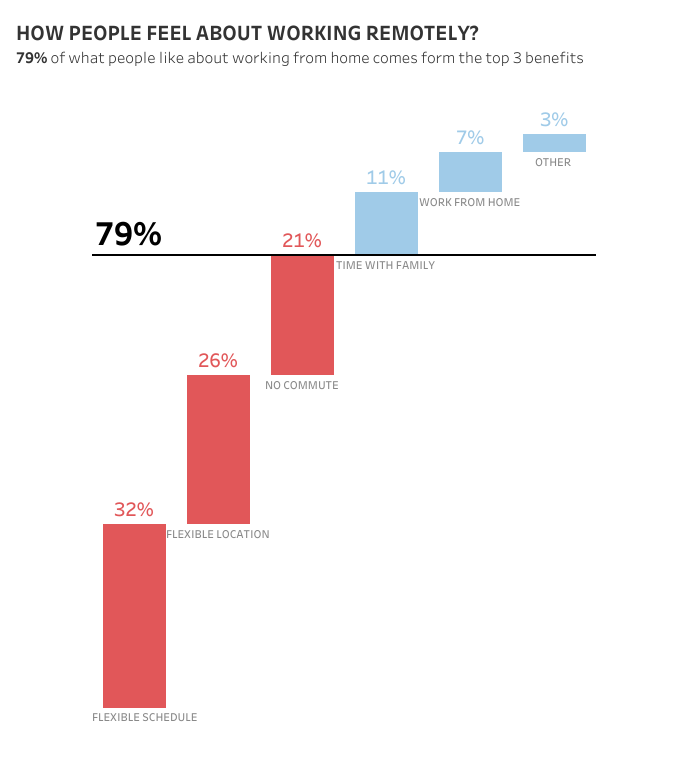 HOW PEOPLE FEEL ABOUT WORKING REMOTELY?
79% of what people like about working from home comes form the top 3 benefits
3%
OTHER
7%
WORK FROM HOME
11%
TIME WITH FAMILY
79%
21%
NO COMMUTE
26%
FLEXIBLE LOCATION
32%
FLEXIBLE SCHEDULE